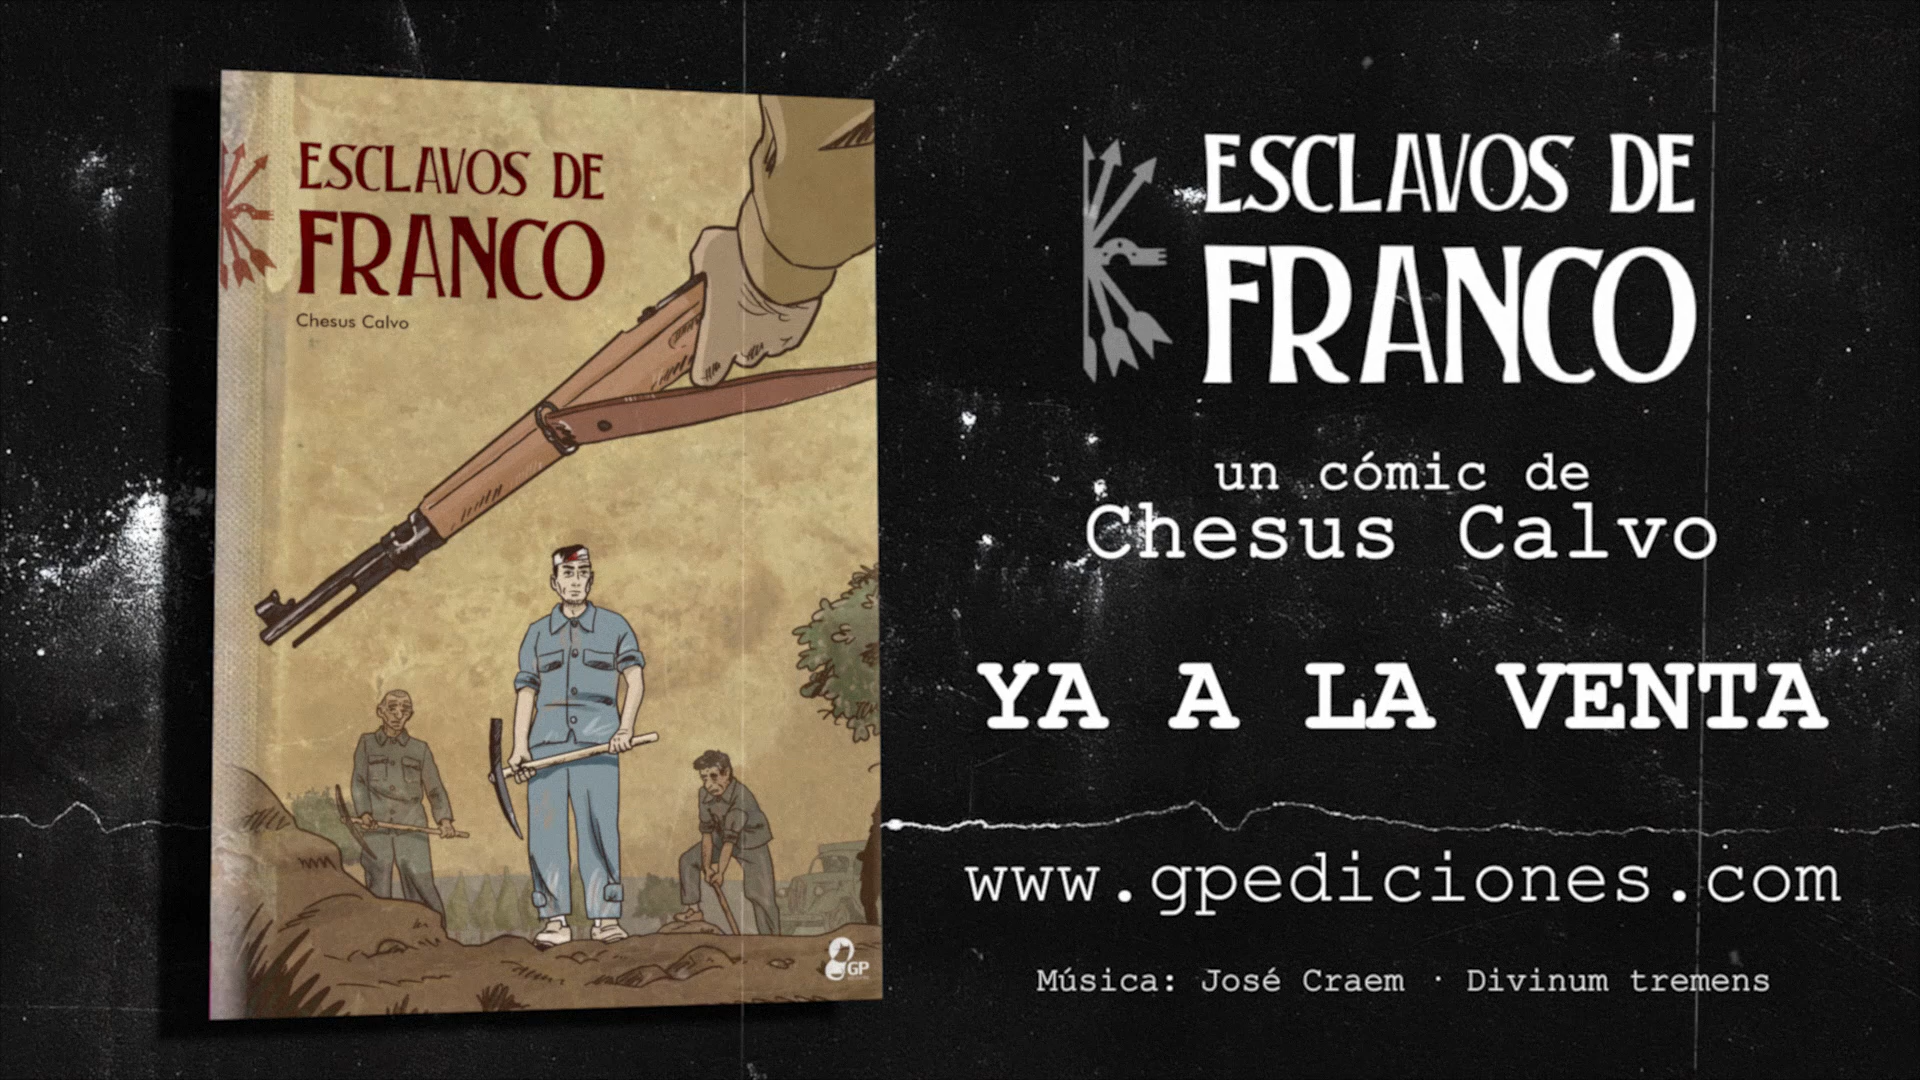 ESCLAVOS DE
FRANCO
Chesus Calvo
GP
ESCLAVOS DE
FRANCO
un cómic de
Chesus Calvo
YA A LA VENTA
www.gpediciones.com
Música: José Craem · Divinum tremens